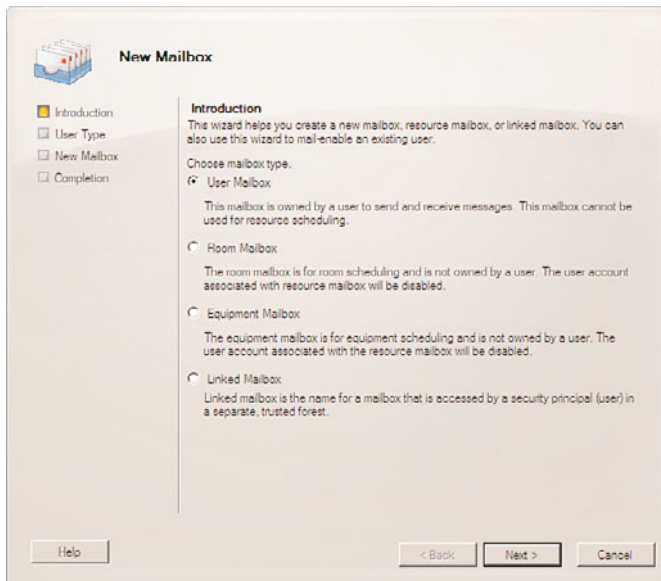 New Mailbox
Introduction
User Type
New Mailbox
Completion
Introduction
This wizard helps you create a new mailbox, resource mailbox, or linked mailbox. You can
also use this wizard to mail-enable an existing user.
Choose mailbox type.
User Mailbox
This mailbox is owned by a user to send and receive messages. This mailbox cannot be
used for resource scheduling.
Room Mailbox
The room mailbox is for room scheduling and is not owned by a user. The user account
associated with resource mailbox will be disabled.
Equipment Mailbox
The equipment mailbox is for equipment scheduling and is not owned by a user. The
user account associated with the resource mailbox will be disabled.
Linked Mailbox
Linked mailbox is the name for a mailbox that is accessed by a security principal (user) in
a separate, trusted forest.
Help
< Back
Next >
Cancel